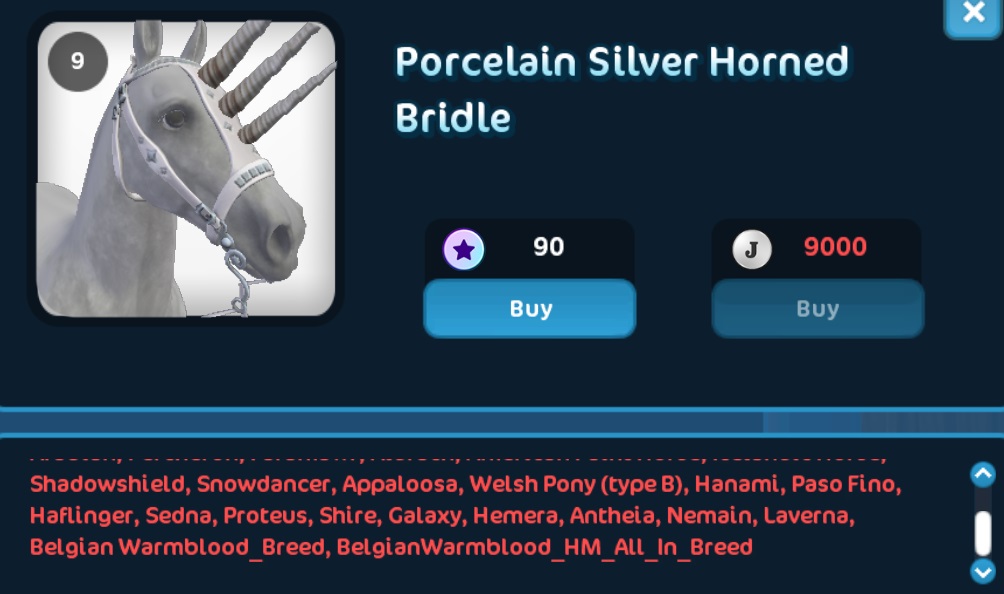 9
Porcelain Silver Horned
Bridle
90
J
9000
Buy
Buy
Shadowshield, Snowdancer, Appaloosa, Welsh Pony (type B), Hanami, Paso Fino,
Haflinger, Sedna, Proteus, Shire, Galaxy, Hemera, Antheia, Nemain, Laverna,
Belgian Warmblood_Breed, BelgianWarmblood_HM_All_In_Breed